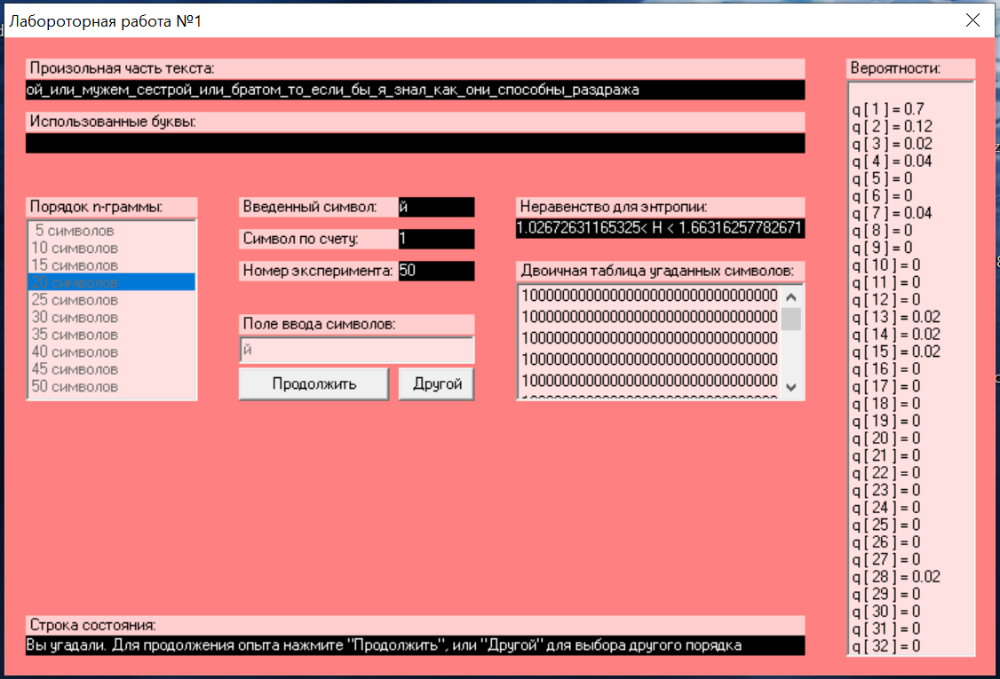 Лабороторная работа №1
Произольная часть текста:
ой_или_мужем_сестрой_или_братом_то_если_бы_я_знал_как_они_способны_раздража
Использованные буквы:
Порядок n-граммы:
5 символов
10 символов
15 символов
20 символов
25 символов
30 символов
35 символов
40 символов
45 символов
50 символов
Введенный символ: й
Символ по счету: 1
Номер эксперимента: 50
Поле ввода символов:
й
Продолжить
Другой
Неравенство для энтропии:
1.02672631165325< H < 1.66316257782671
Двоичная таблица угаданных символов:
10000000000000000000000000000000
10000000000000000000000000000000
10000000000000000000000000000000
10000000000000000000000000000000
10000000000000000000000000000000
Строка состояния:
Вы угадали. Для продолжения опыта нажмите "Продолжить", или "Другой" для выбора другого порядка
Вероятности:
q [ 1 ] = 0.7
q [ 2 ] = 0.12
q [ 3 ] = 0.02
q [ 4 ] = 0.04
q [ 5 ] = 0
q [ 6 ] = 0
q [ 7 ] = 0.04
q [ 8 ] = 0
q [ 9 ] = 0
q [ 10 ] = 0
q [ 11 ] = 0
q [ 12 ] = 0
q [ 13 ] = 0.02
q [ 14 ] = 0.02
q [ 15 ] = 0.02
q [ 16 ] = 0
q [ 17 ] = 0
q [ 18 ] = 0
q [ 19 ] = 0
q [ 20 ] = 0
q [ 21 ] = 0
q [ 22 ] = 0
q [ 23 ] = 0
q [ 24 ] = 0
q [ 25 ] = 0
q [ 26 ] = 0
q [ 27 ] = 0
q [ 28 ] = 0.02
q [ 29 ] = 0
q [ 30 ] = 0
q [ 31 ] = 0
q [ 32 ] = 0